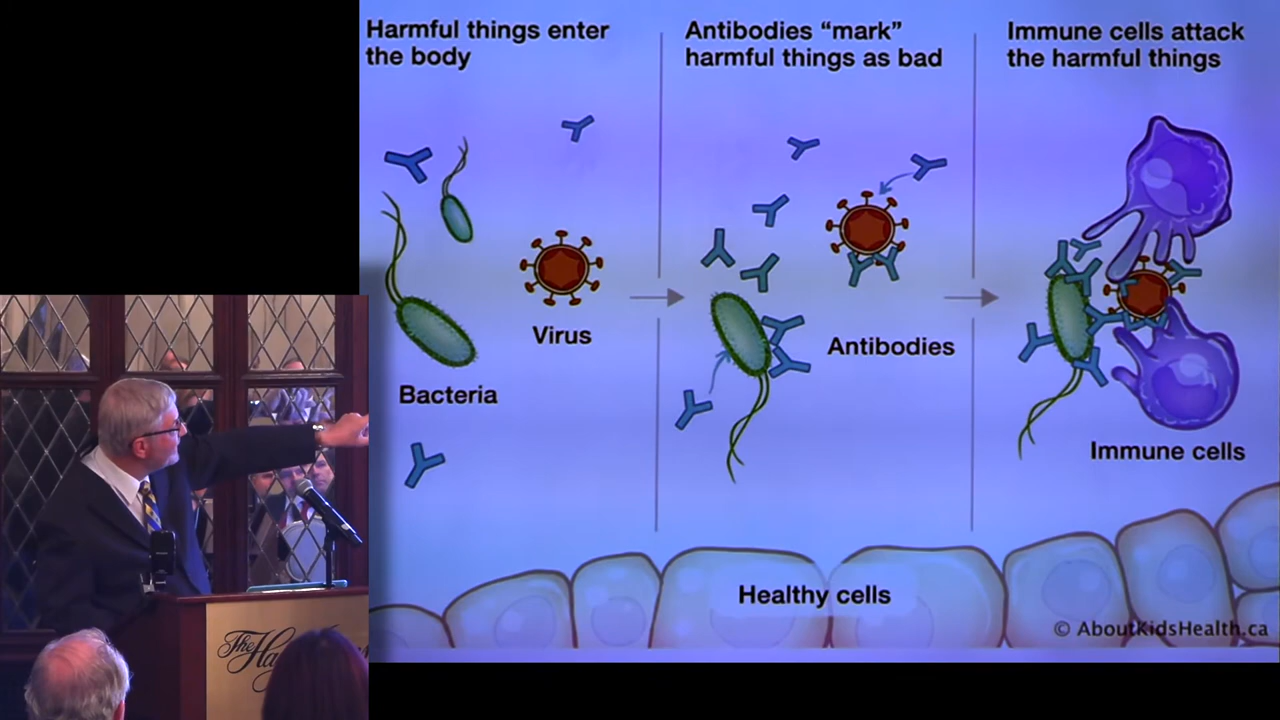 Harmful things enter
the body
Antibodies “mark”
harmful things as bad
Immune cells attack
the harmful things
Virus
Bacteria
Antibodies
Immune cells
Healthy cells
© AboutKidsHealth.ca
The